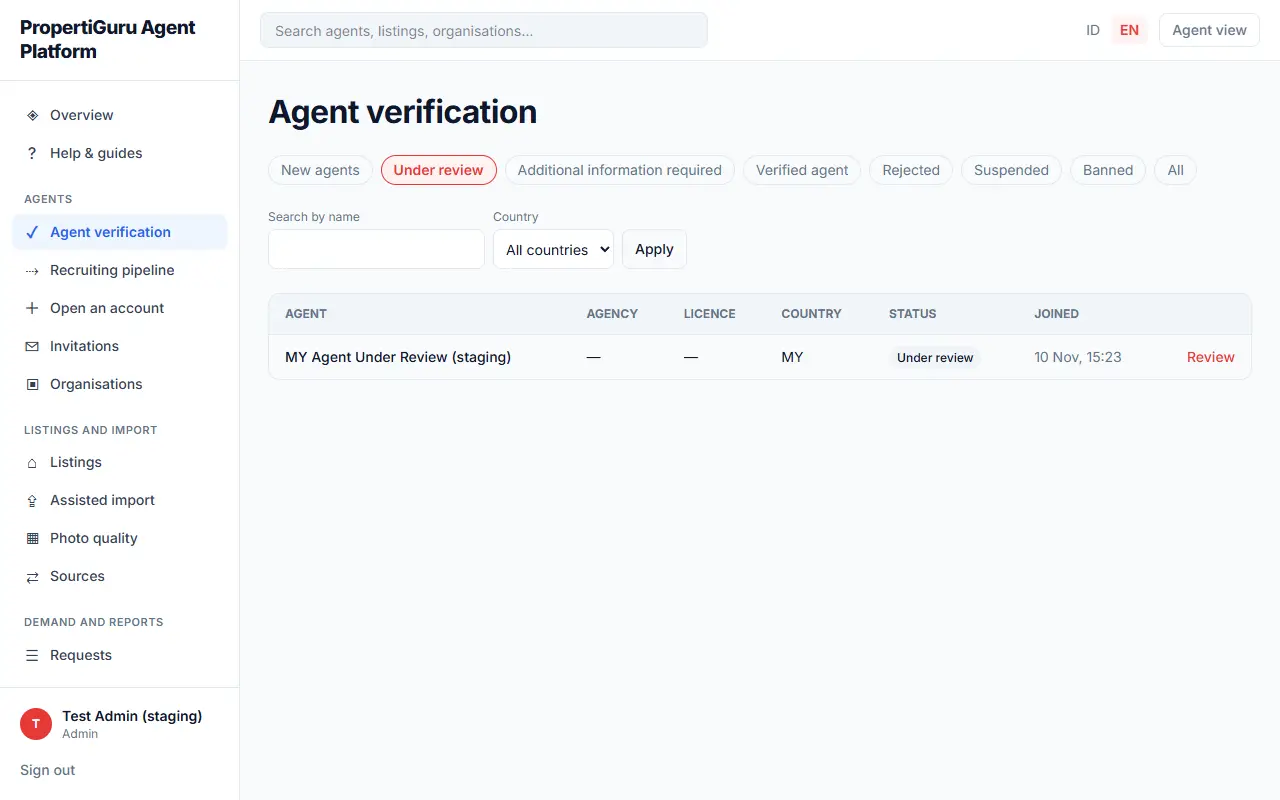 PropertiGuru Agent
Platform
Search agents, listings, organisations...
ID
EN
Agent view
Overview
? Help & guides
AGENTS
Agent verification
Recruiting pipeline
Open an account
Invitations
Organisations
LISTINGS AND IMPORT
Listings
Assisted import
Photo quality
Sources
DEMAND AND REPORTS
Requests
T
Test Admin (staging)
Admin
Sign out
Agent verification
New agents
Under review
Additional information required
Verified agent
Rejected
Suspended
Banned
All
Search by name
Country
All countries
Apply
AGENT AGENCY LICENCE COUNTRY STATUS JOINED
MY Agent Under Review (staging) — — MY Under review 10 Nov, 15:23 Review